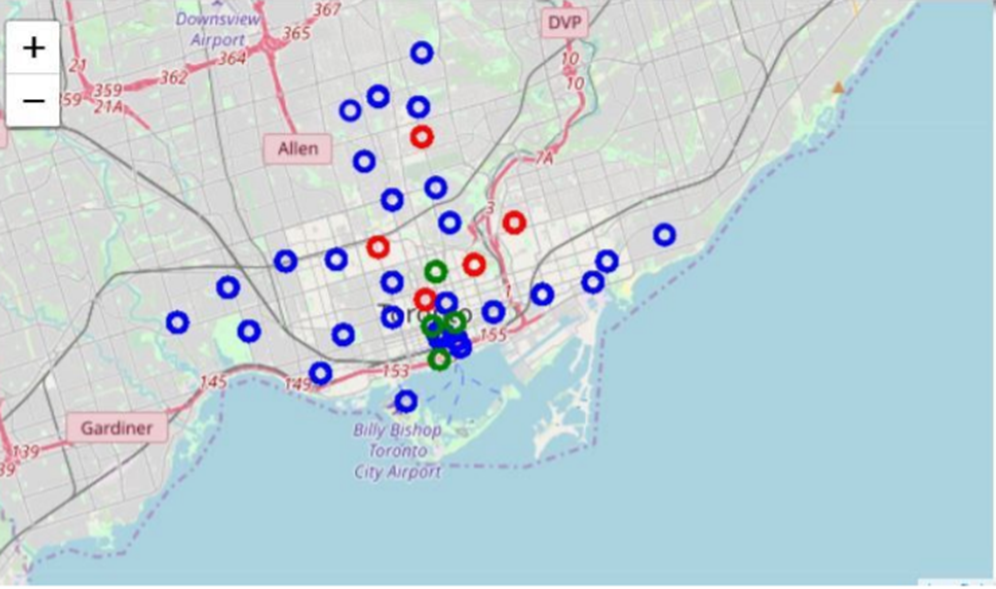 367
Downsview
Airport
DVP
365
+
21
364
10
362
10
359
59
21A
−
Allen
7A
3
1
Toronto
155
153
145
149
Gardiner
Billy Bishop
Toronto
City Airport
139
39